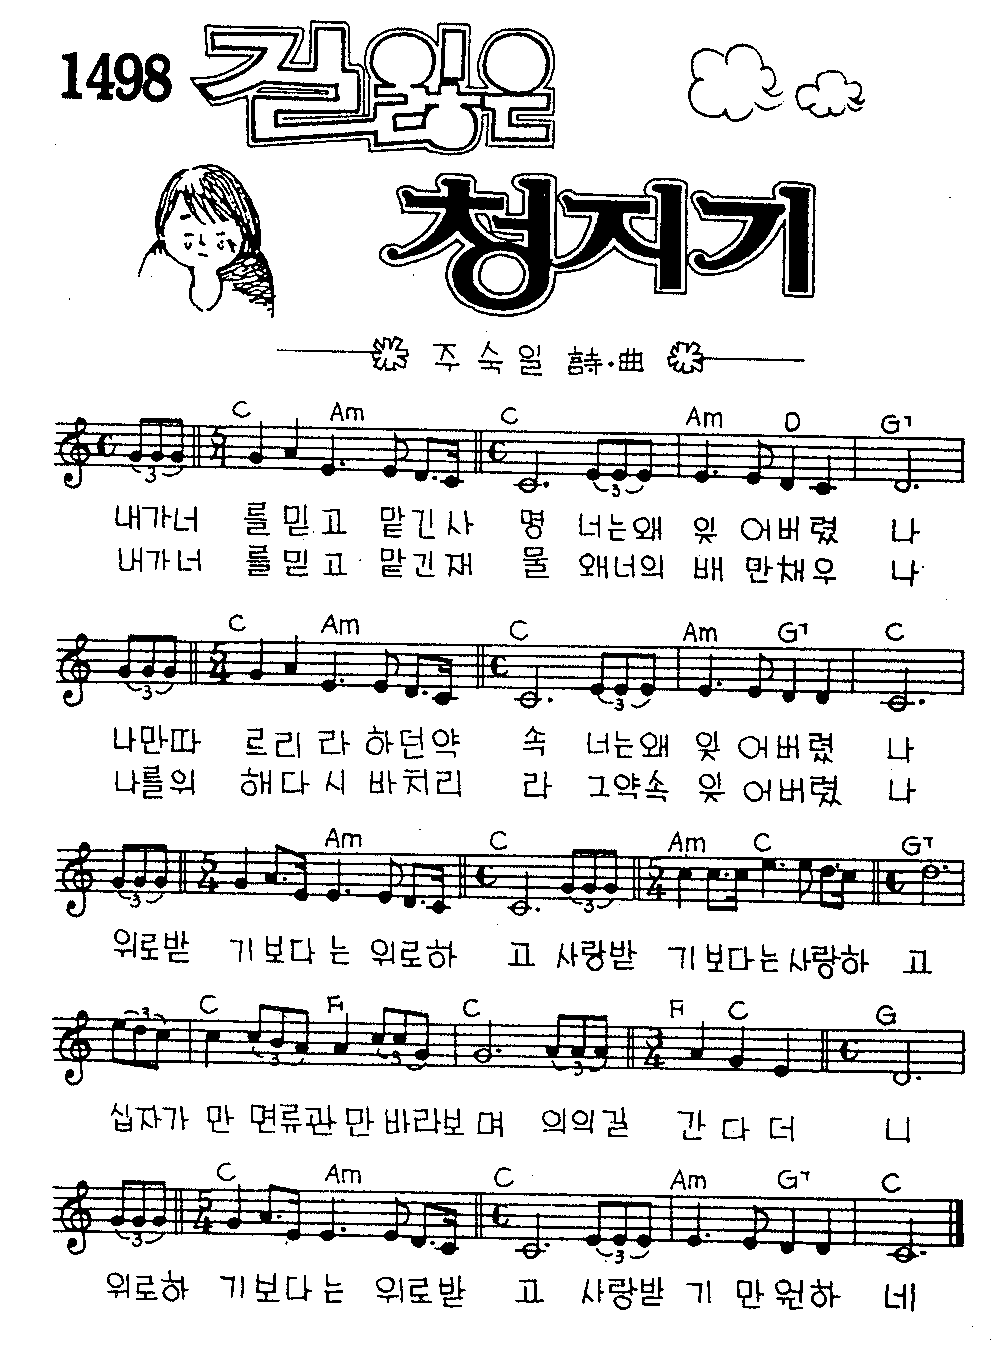 1498
길잃은
청지기
주 숙 일 詩·曲
C Am C Am D G7
내가너 를 믿 고 맡긴사 명 너는왜 잊 어버렸 나
내가너 를 믿 고 맡긴재 물 왜너의 배 만채우 나
C Am C Am G7 C
나만따 르리 라 하던약 속 너는왜 잊 어버렸 나
나를위 해다 시 바쳐리 라 그약속 잊 어버렸 나
Am C Am C G7
위로받 기보다 는 위로하 고 사랑받 기보다는사랑하 고
C F C F C G
십자가 만 면류관 만 바라보 며 의의길 간 다 더 니
C Am C Am G7 C
위로하 기보다 는 위로받 고 사랑받 기 만 원하 네